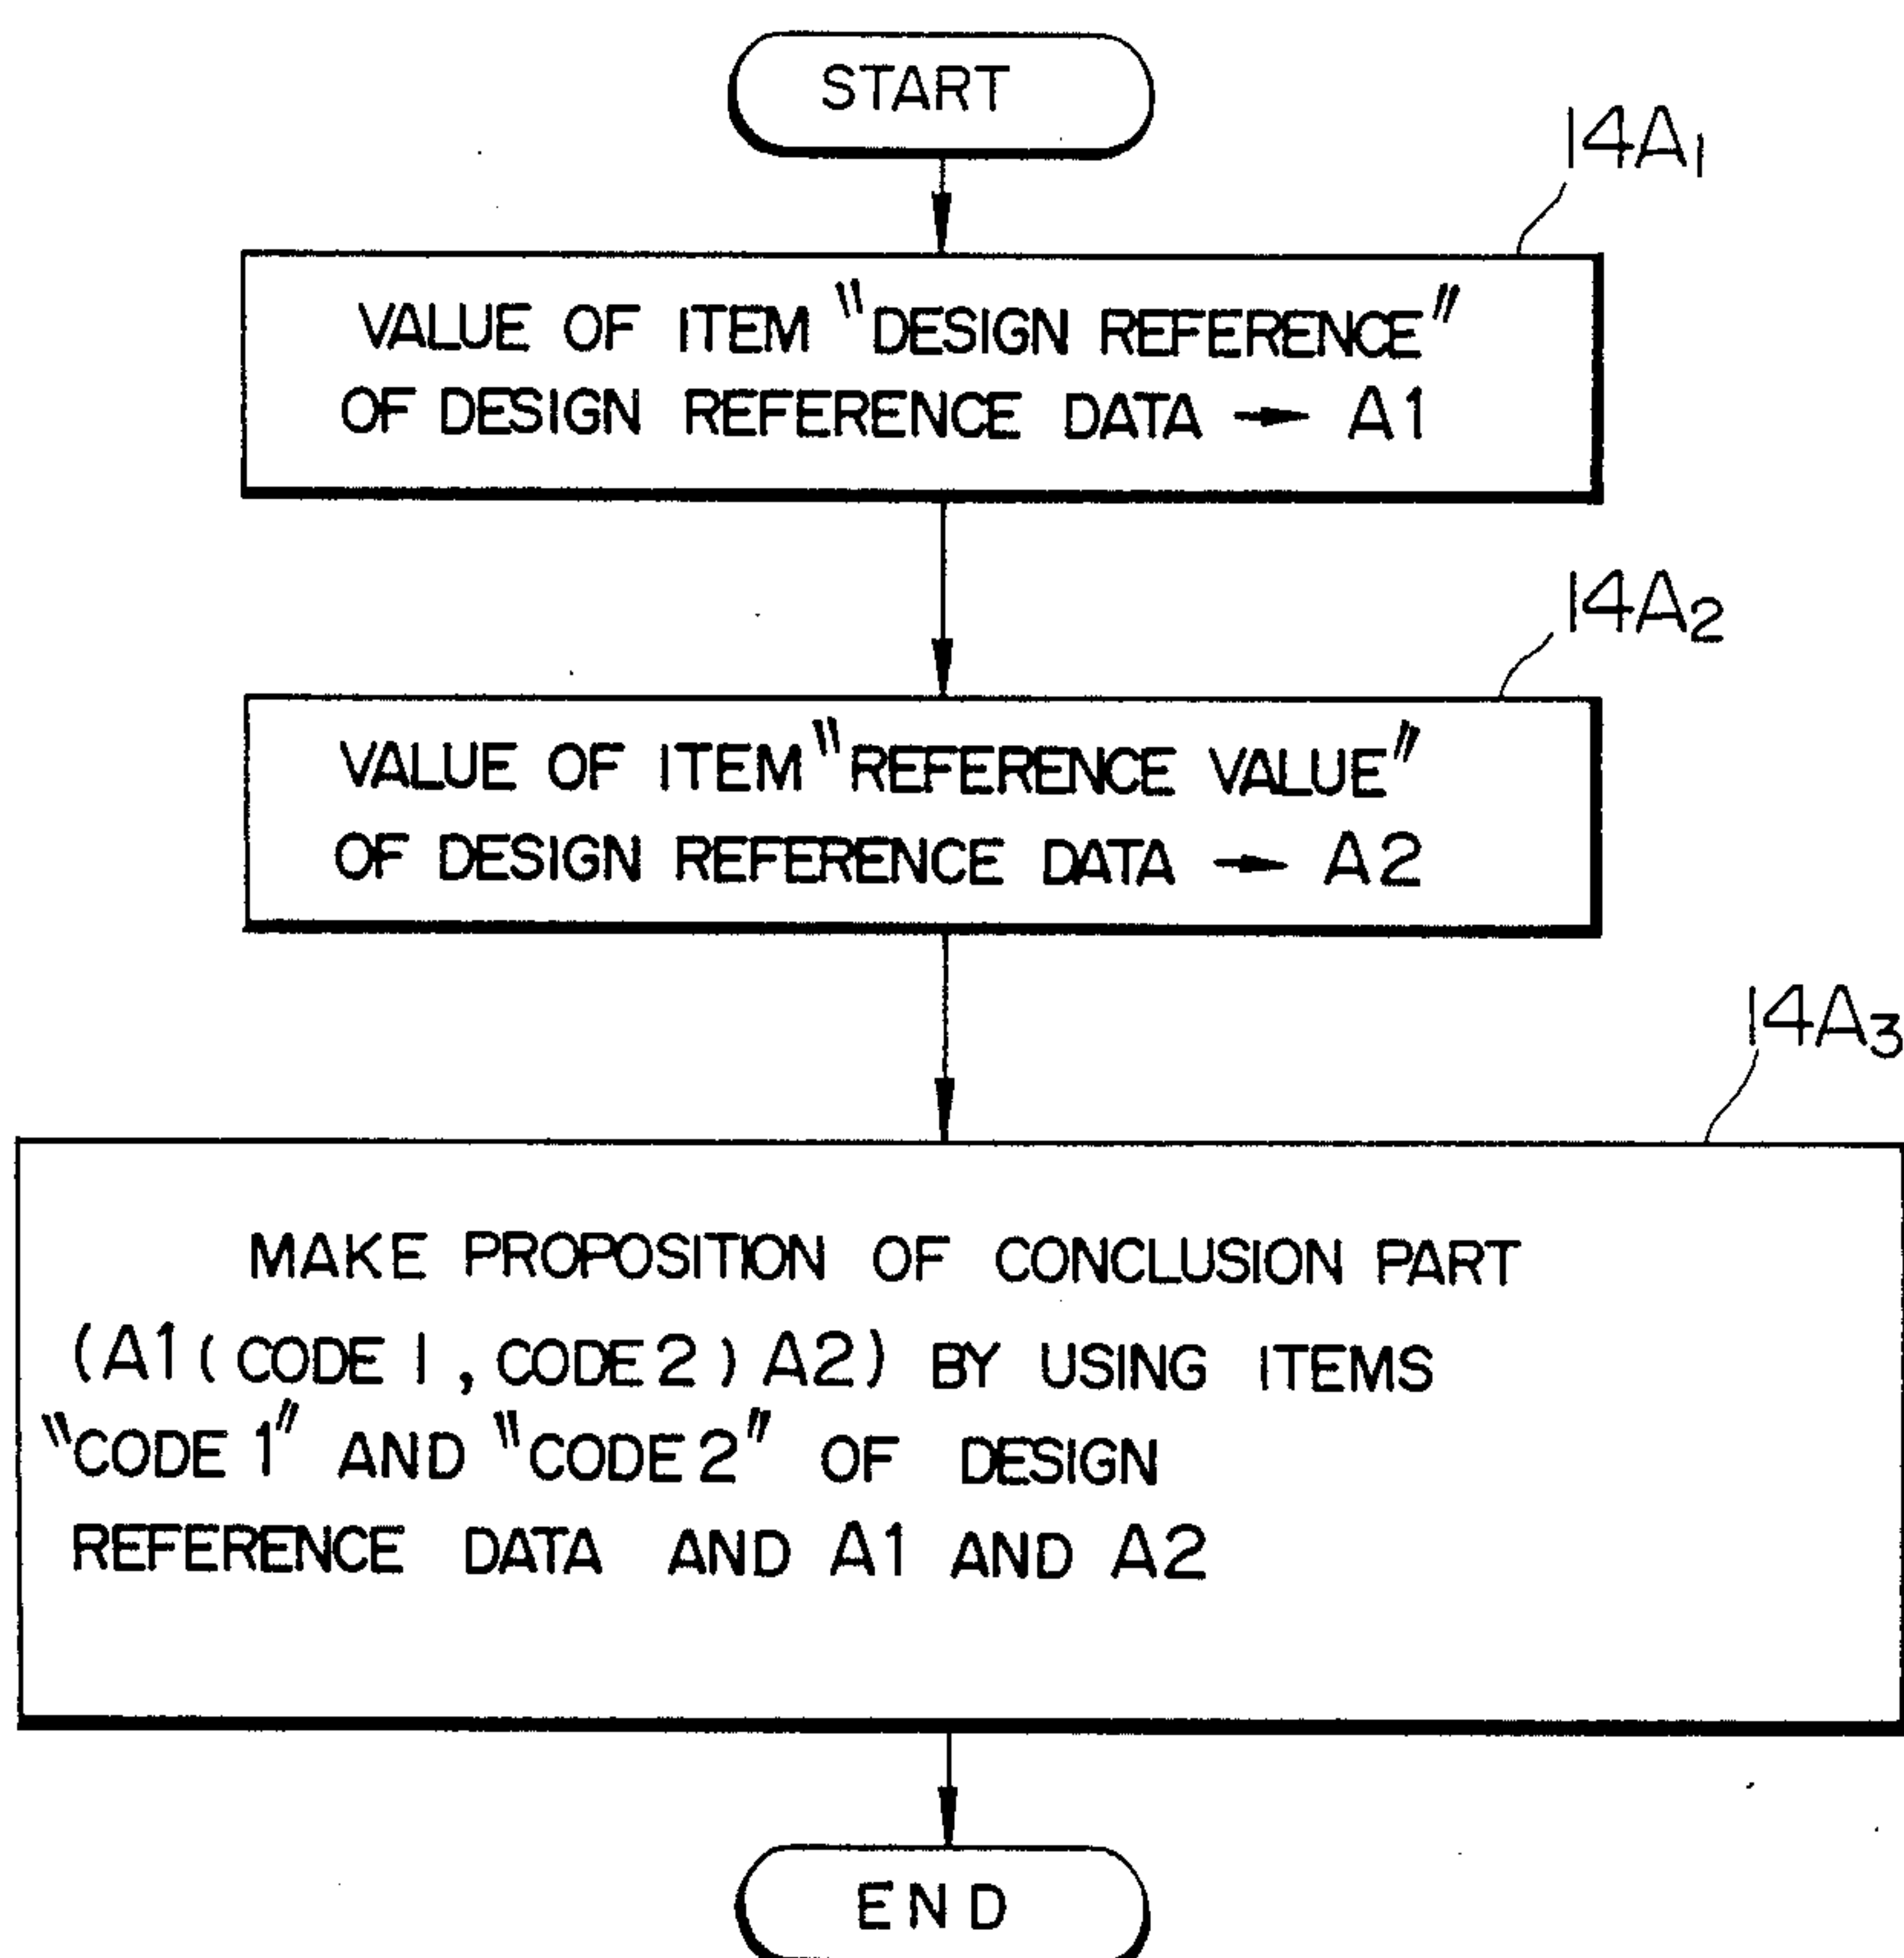 START
14A1
VALUE OF ITEM "DESIGN REFERENCE"
OF DESIGN REFERENCE DATA → A1
14A2
VALUE OF ITEM "REFERENCE VALUE"
OF DESIGN REFERENCE DATA → A2
14A3
MAKE PROPOSITION OF CONCLUSION PART
(A1(CODE 1, CODE 2) A2) BY USING ITEMS
"CODE 1" AND "CODE 2" OF DESIGN
REFERENCE DATA AND A1 AND A2
END